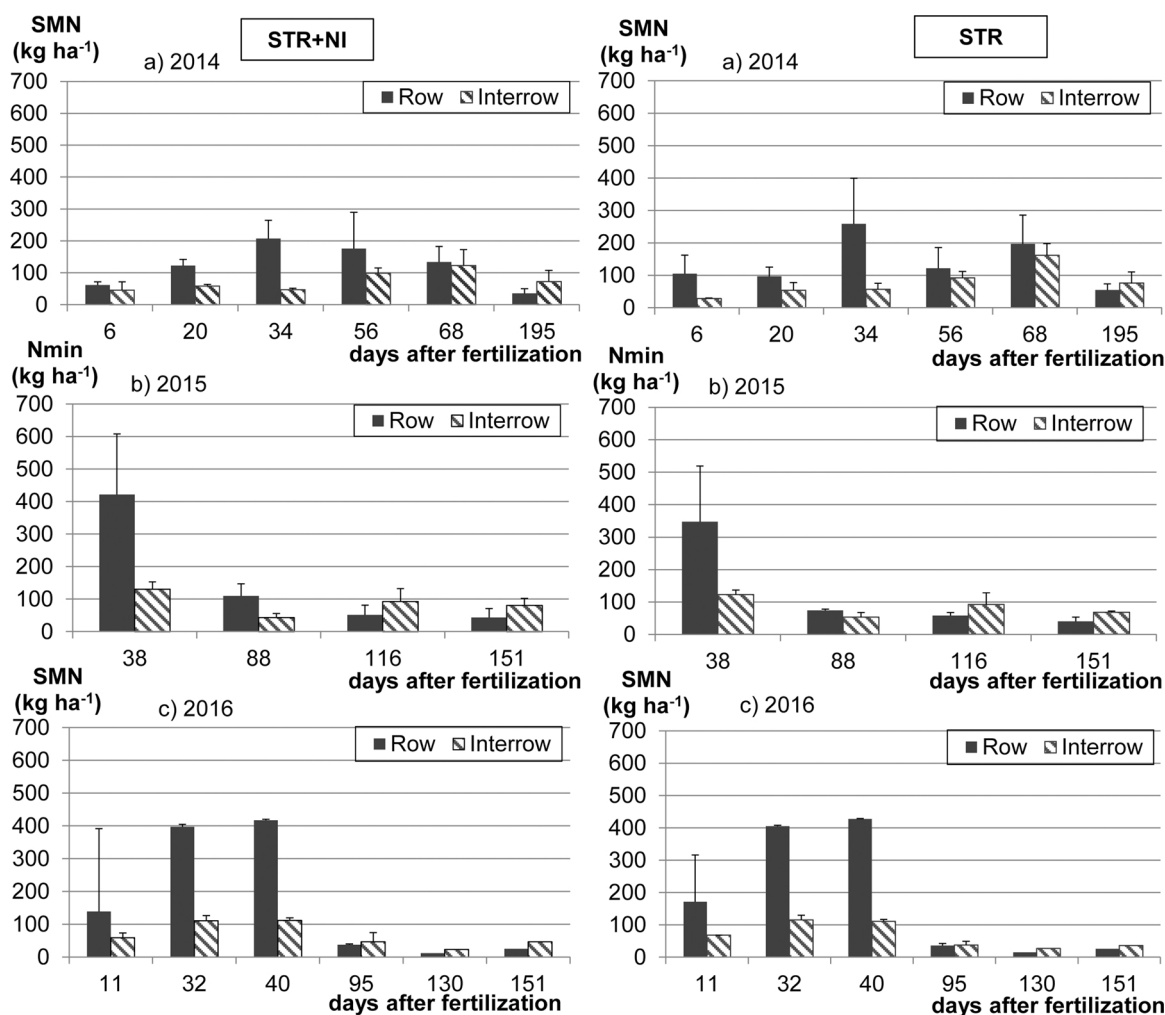 SMN
(kg ha-1)
STR+NI
a) 2014
700
600
500
400
300
200
100
0
Row Interrow
6 20 34 56 68 195
days after fertilization
Nmin
(kg ha-1)
b) 2015
700
600
500
400
300
200
100
0
Row Interrow
38 88 116 151
days after fertilization
SMN
(kg ha-1)
c) 2016
700
600
500
400
300
200
100
0
Row Interrow
11 32 40 95 130 151
days after fertilization
SMN
(kg ha-1)
STR
a) 2014
700
600
500
400
300
200
100
0
Row Interrow
6 20 34 56 68 195
days after fertilization
Nmin
(kg ha-1)
b) 2015
700
600
500
400
300
200
100
0
Row Interrow
38 88 116 151
days after fertilization
SMN
(kg ha-1)
c) 2016
700
600
500
400
300
200
100
0
Row Interrow
11 32 40 95 130 151
days after fertilization